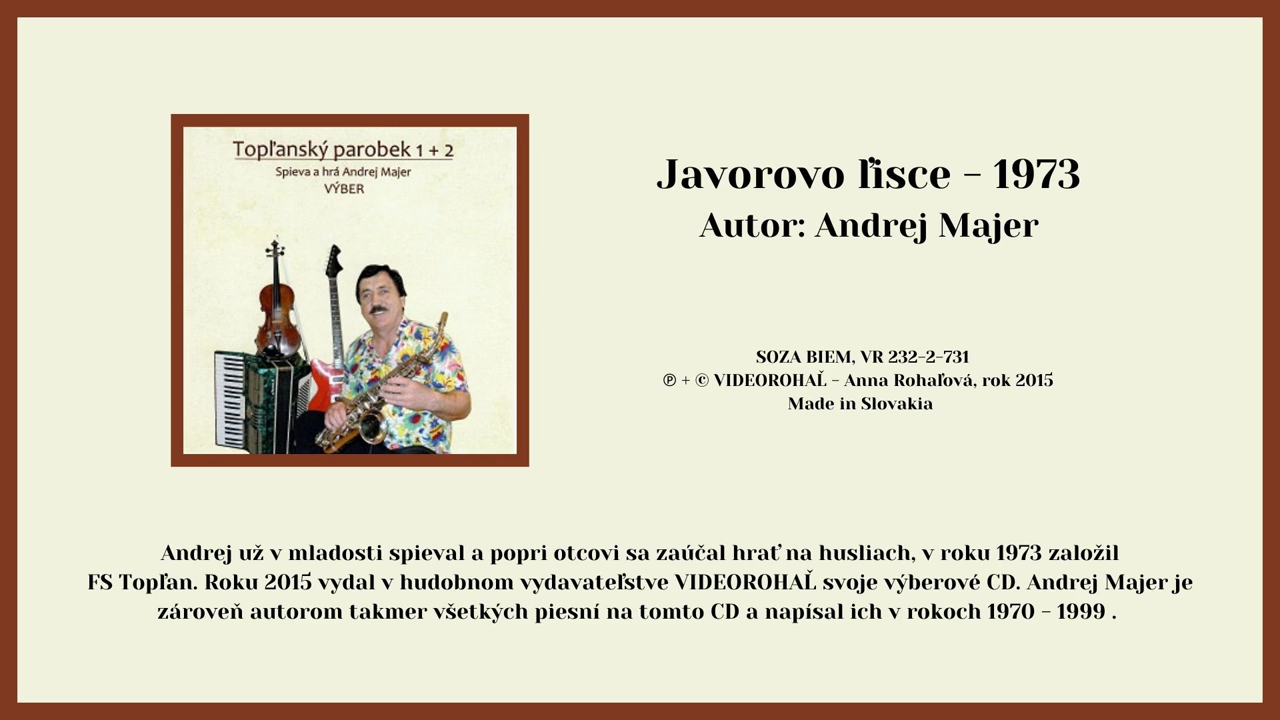 Topľanský parobek 1 + 2
Spieva a hrá Andrej Majer
VÝBER
Javorovo ľisce - 1973
Autor: Andrej Majer
SOZA BIEM, VR 232-2-731
℗ + © VIDEOROHAĽ - Anna Rohaľová, rok 2015
Made in Slovakia
Andrej už v mladosti spieval a popri otcovi sa zaúčal hrať na husliach, v roku 1973 založil
FS Topľan. Roku 2015 vydal v hudobnom vydavateľstve VIDEOROHAĽ svoje výberové CD. Andrej Majer je
zároveň autorom takmer všetkých piesní na tomto CD a napísal ich v rokoch 1970 - 1999 .